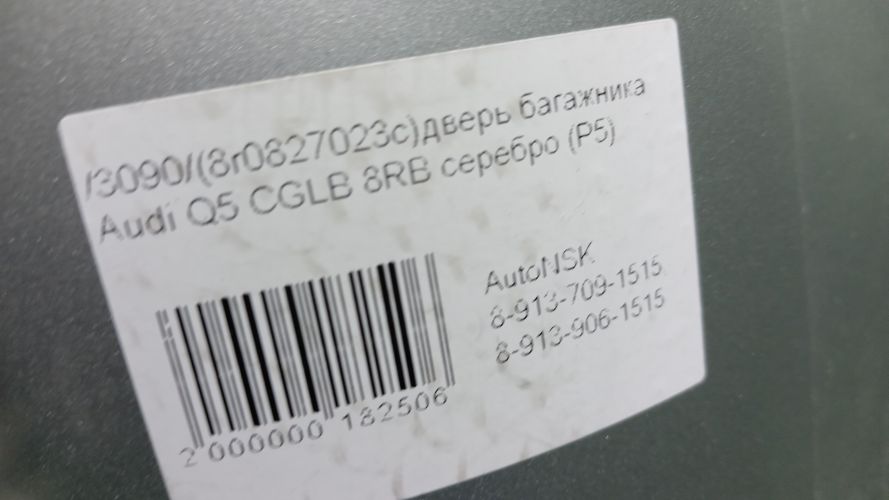 /3090/(8r0827023c)дверь багажника
Audi Q5 CGLB 8RB серебро (P5)
AutoNSK
8-913-709-1515
8-913-906-1515
2 000000 182506